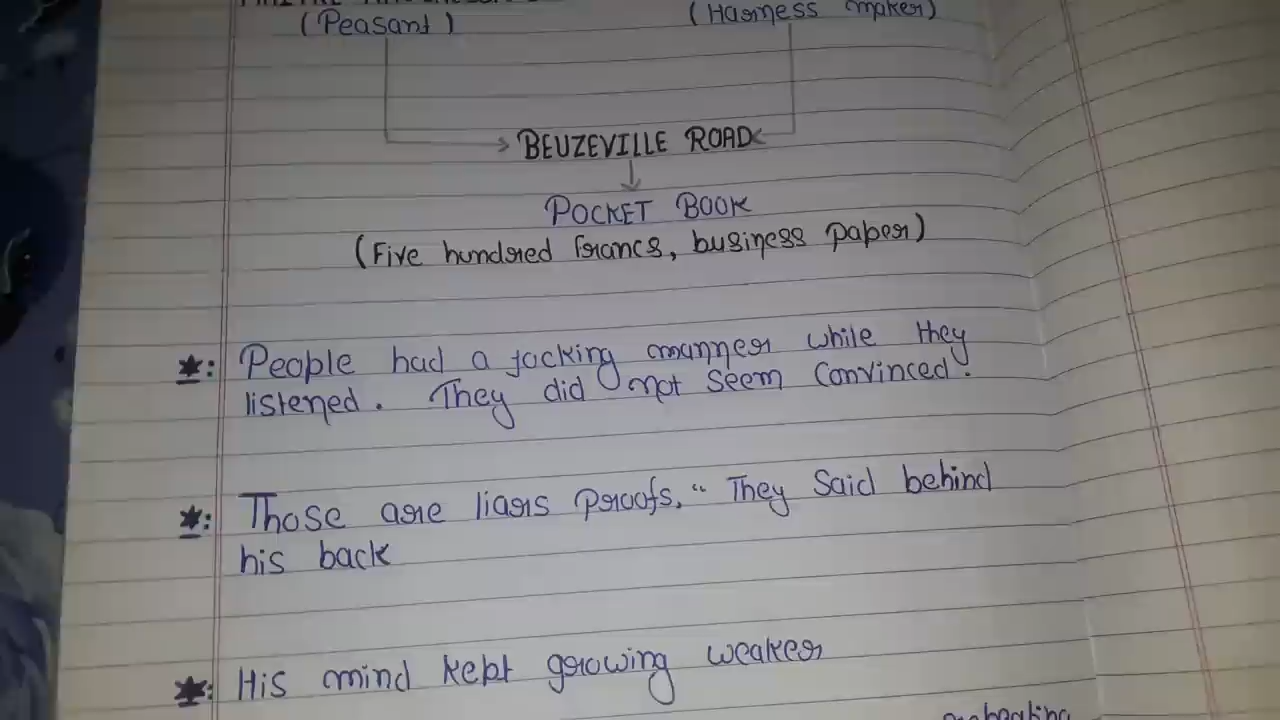 (Peasant) (Harness maker)
BEUZEVILLE ROAD
POCKET BOOK
(Five hundred francs, business paper)
*: People had a jocking manner while they
listened. They did not seem convinced.
*: Those are liars proofs," They said behind
his back
*: His mind kept growing weaker